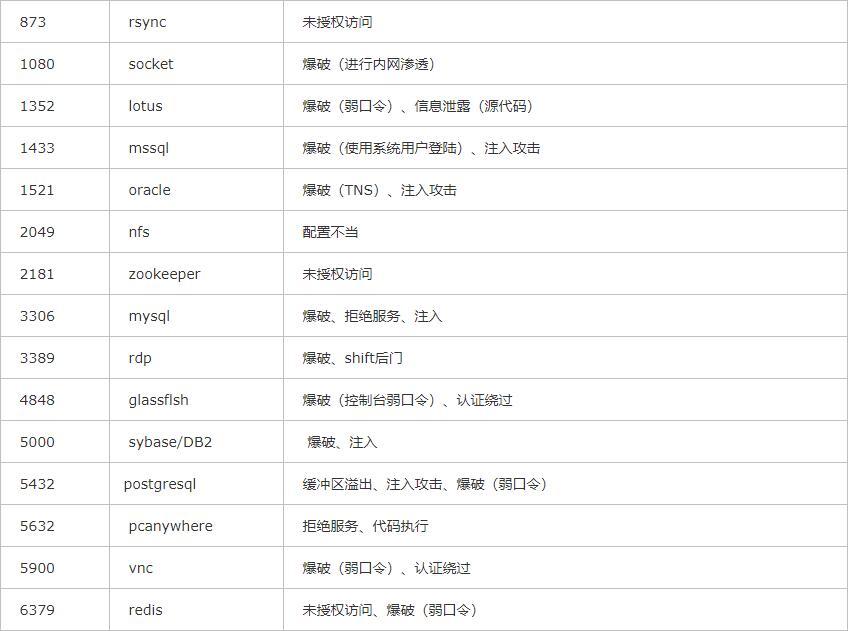 873 rsync 未授权访问
1080 socket 爆破（进行内网渗透）
1352 lotus 爆破（弱口令）、信息泄露（源代码）
1433 mssql 爆破（使用系统用户登陆）、注入攻击
1521 oracle 爆破（TNS）、注入攻击
2049 nfs 配置不当
2181 zookeeper 未授权访问
3306 mysql 爆破、拒绝服务、注入
3389 rdp 爆破、shift后门
4848 glassflsh 爆破（控制台弱口令）、认证绕过
5000 sybase/DB2 爆破、注入
5432 postgresql 缓冲区溢出、注入攻击、爆破（弱口令）
5632 pcanywhere 拒绝服务、代码执行
5900 vnc 爆破（弱口令）、认证绕过
6379 redis 未授权访问、爆破（弱口令）